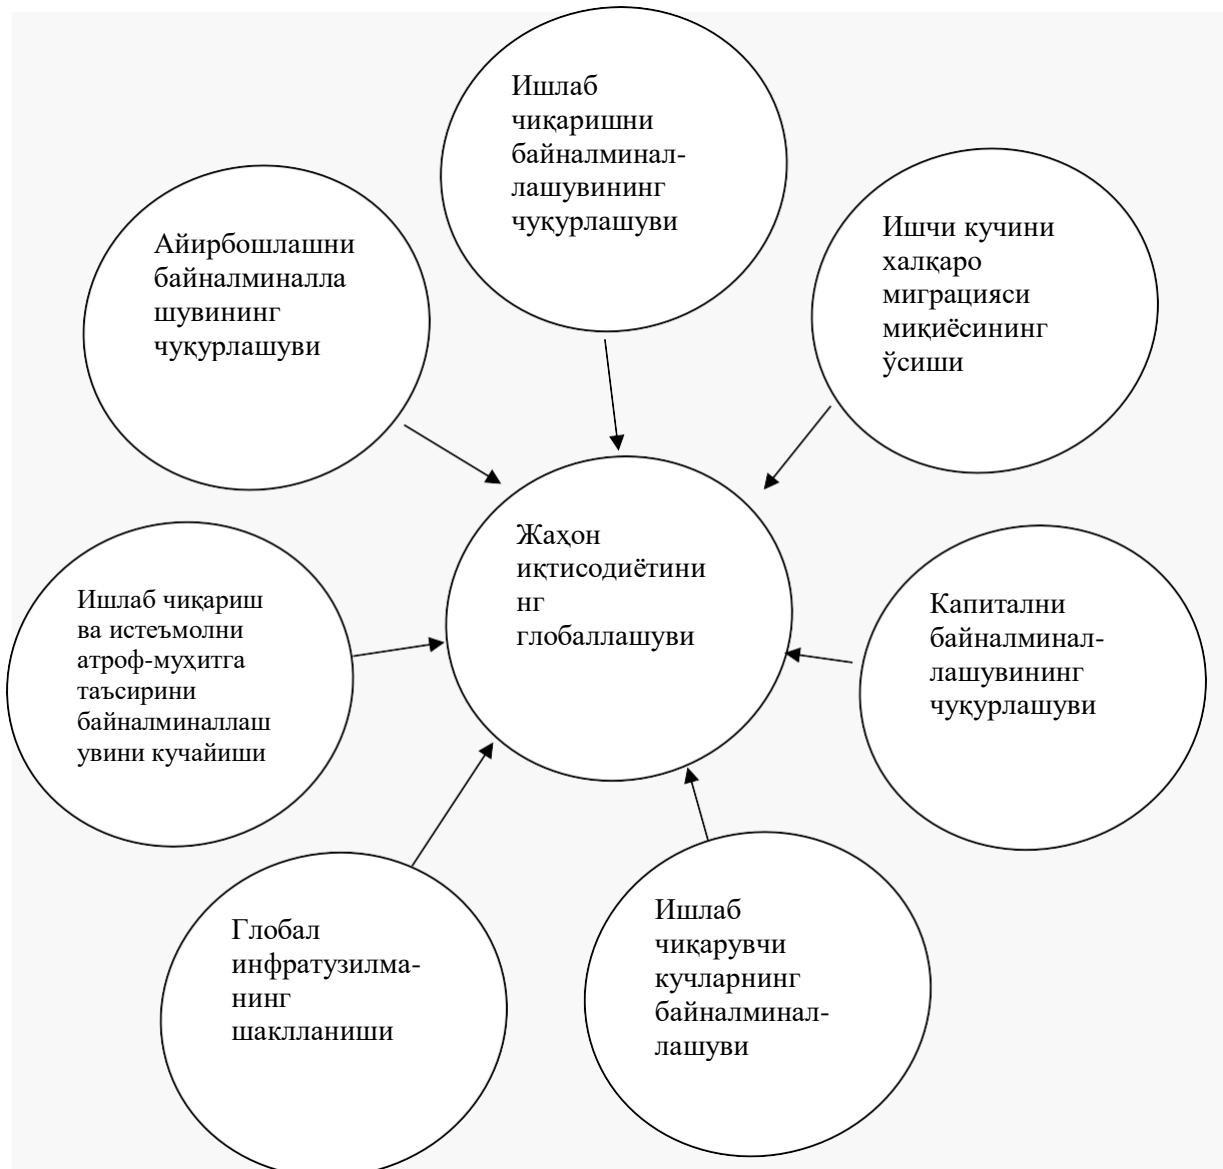 Ишлаб
чиқаришни
байналминал-
лашувининг
чуқурлашуви
Айирбошлашни
байналминалла
шувининг
чуқурлашуви
Ишчи кучини
халқаро
миграцияси
миқиёсининг
ўсиши
Жаҳон
иқтисодиётини
нг
глобаллашуви
Ишлаб чиқариш
ва истеъмолни
атроф-муҳитга
таъсирини
байналминаллаш
увини кучайиши
Капитални
байналминал-
лашувининг
чуқурлашуви
Глобал
инфратузилма-
нинг
шаклланиши
Ишлаб
чиқарувчи
кучларнинг
байналминал-
лашуви